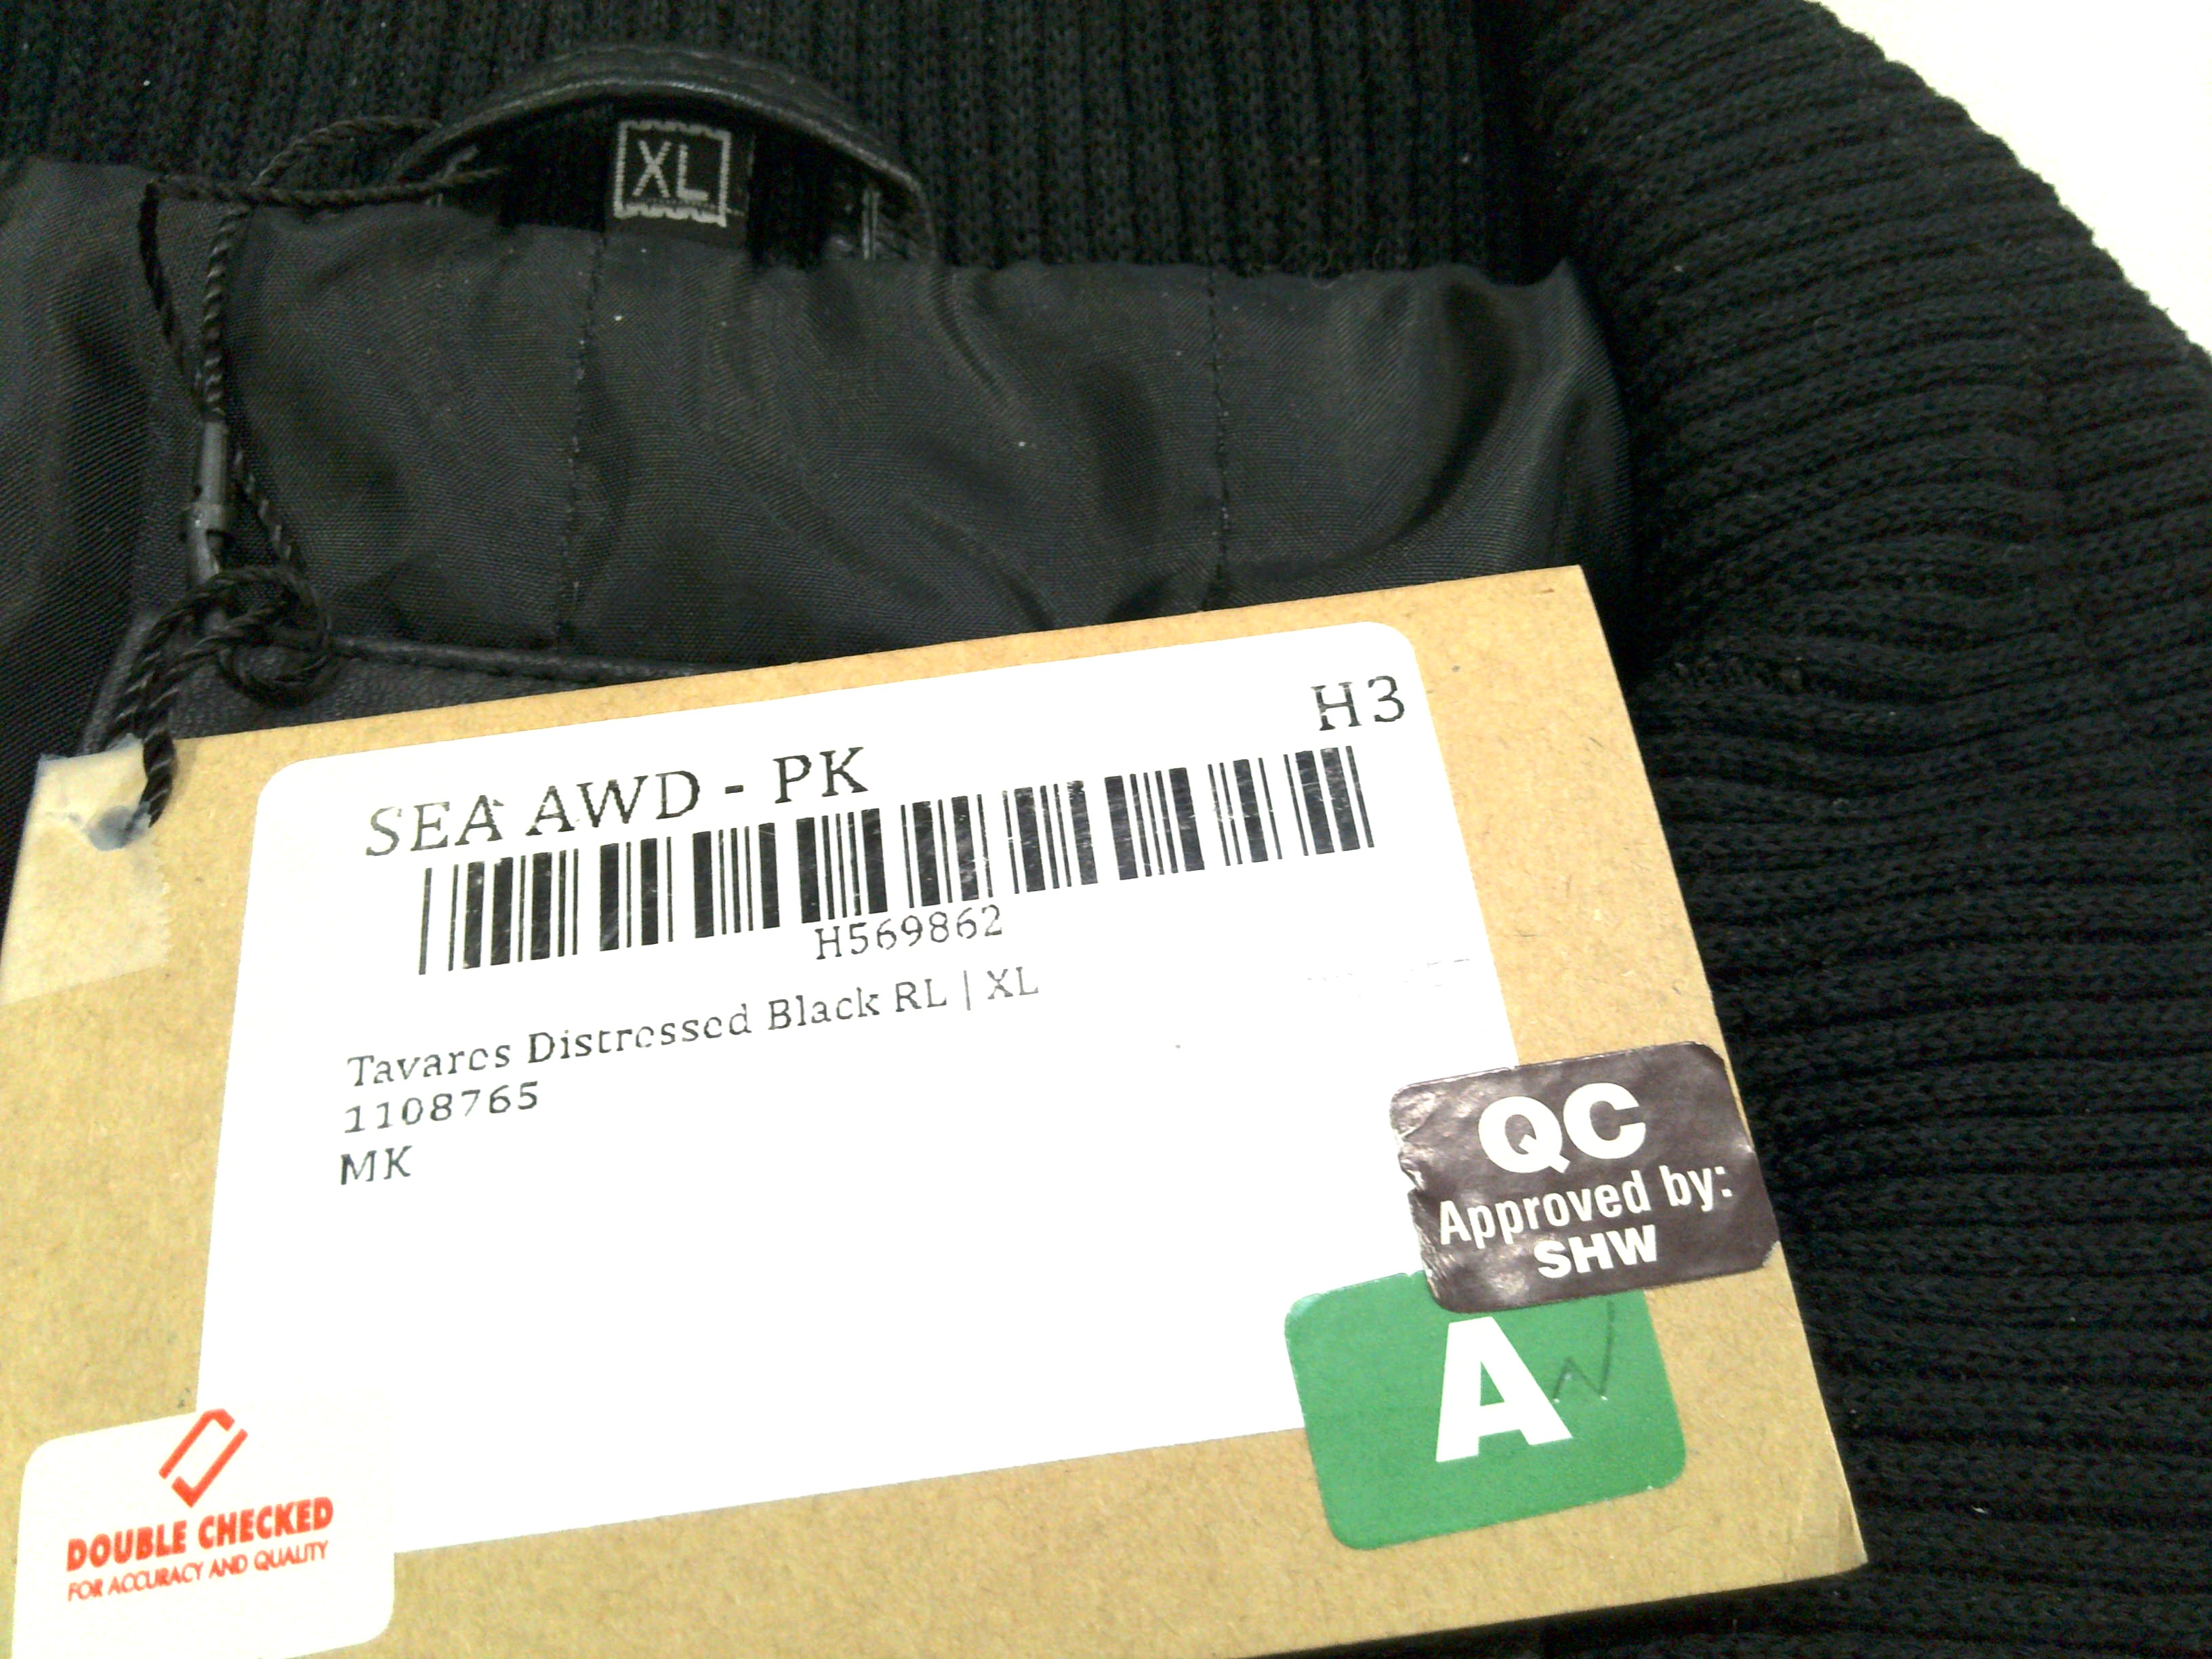 XL
H3
SEA AWD - PK
H569862
Tavares Distressed Black RL | XL
1108765
MK
QC
Approved by:
SHW
A
DOUBLE CHECKED
FOR ACCURACY AND QUALITY